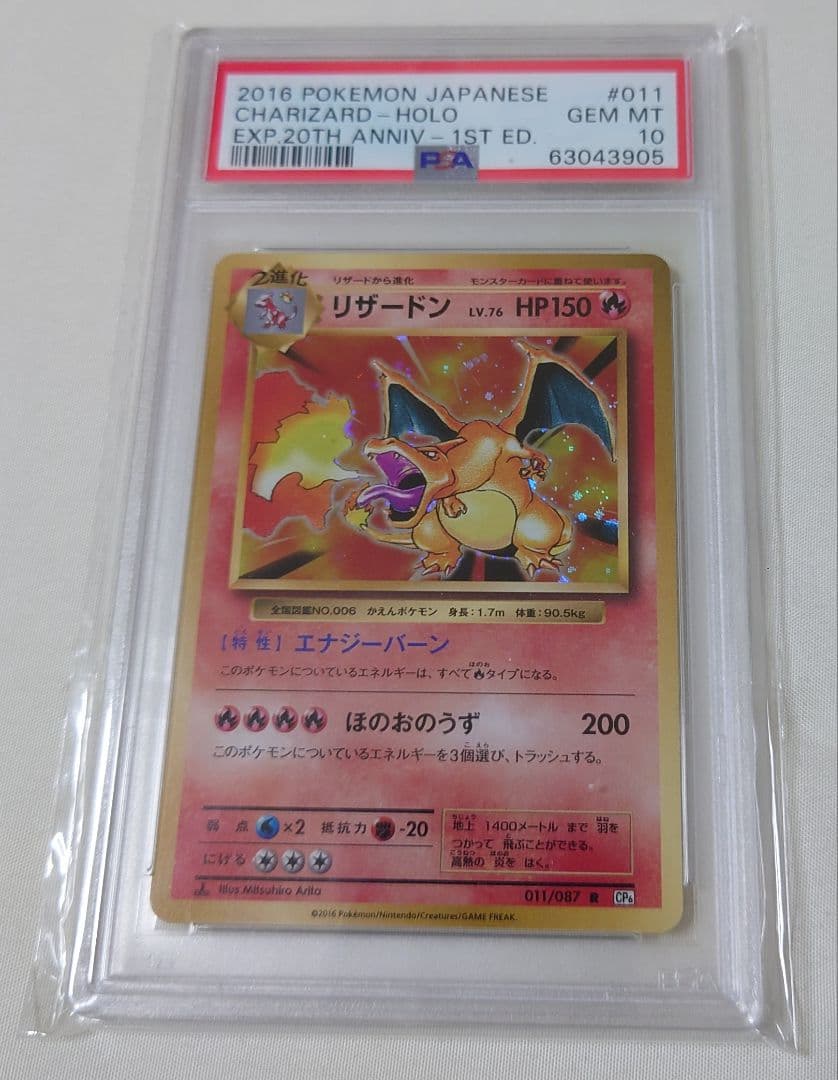 2016 POKEMON JAPANESE #011
CHARIZARD-HOLO GEM MT
EXP.20TH ANNIV-1ST ED. 10
PSA 63043905
2進化
リザードから進化 モンスターカードに重ねて使います。
リザードン LV.76 HP150
全国図鑑NO.006 かえんポケモン 身長:1.7m 体重:90.5kg
[特性] エナジーバーン
このポケモンについているエネルギーは、すべてタイプになる。
ほのおのうず 200
このポケモンについているエネルギーを3個選び、トラッシュする。
弱点 ×2 抵抗力 -20
にげる
地上 1400メートル まで 羽を
つかって 飛ぶことができる。
高熱の 炎を はく。
Illus. Mitsuhiro Arita 011/087 R CP6
©2016 Pokémon/Nintendo/Creatures/GAME FREAK.